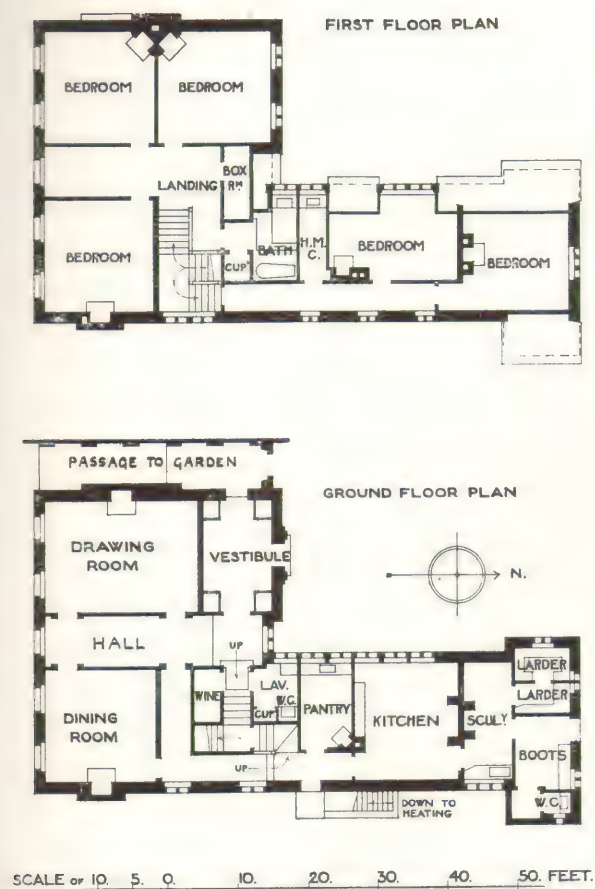 FIRST FLOOR PLAN
BEDROOM
BEDROOM
BOX
RM
LANDING
BEDROOM
CUP
BATH
H.M.
C.
BEDROOM
BEDROOM
PASSAGE TO GARDEN
GROUND FLOOR PLAN
DRAWING
ROOM
VESTIBULE
N.
HALL
UP
WINE
LAV.
W.C.
CUP
PANTRY
KITCHEN
SCULY
LARDER
LARDER
DINING
ROOM
BOOTS
UP
W.C.
DOWN TO
HEATING
SCALE OF 10. 5. 0. 10. 20. 30. 40. 50. FEET.